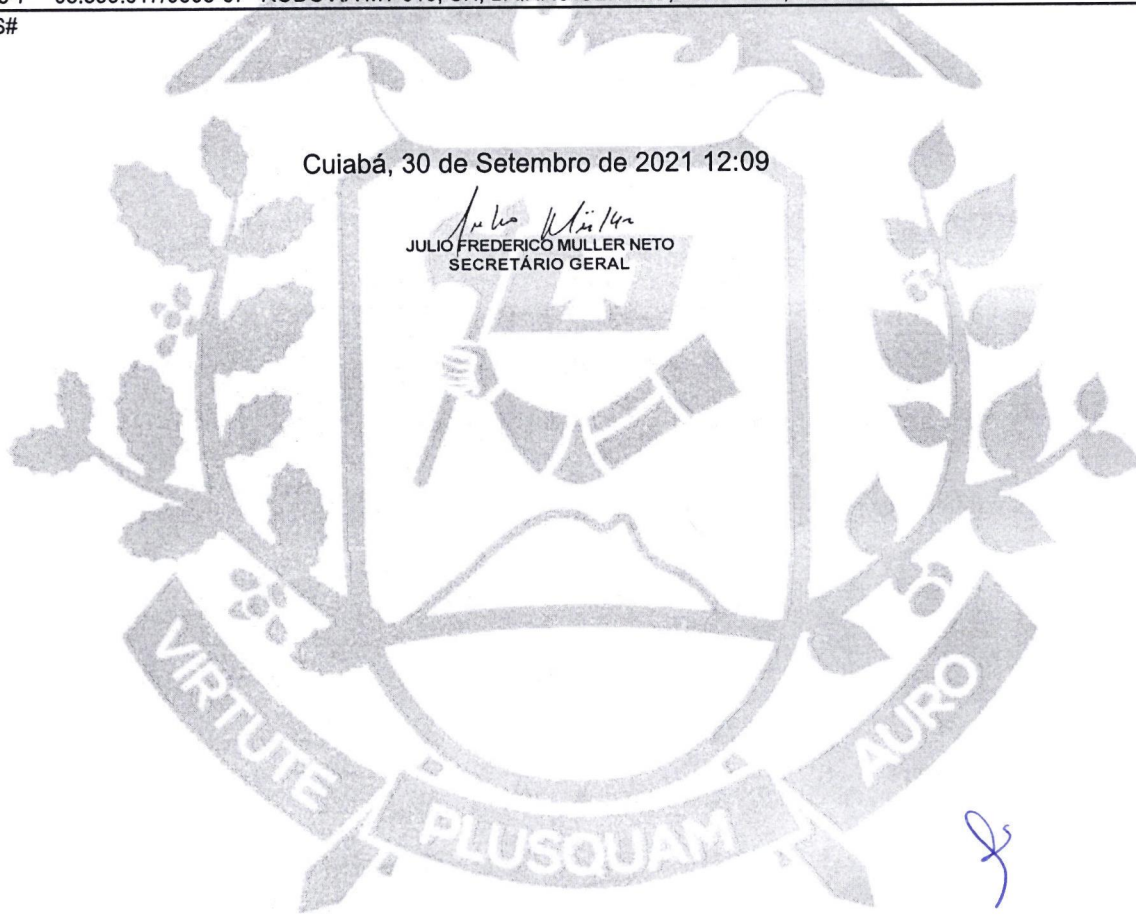 S#
Cuiabá, 30 de Setembro de 2021 12:09
JULIO FREDERICO MULLER NETO
SECRETÁRIO GERAL
VIRTUTE
PLUSQUAM
AURO